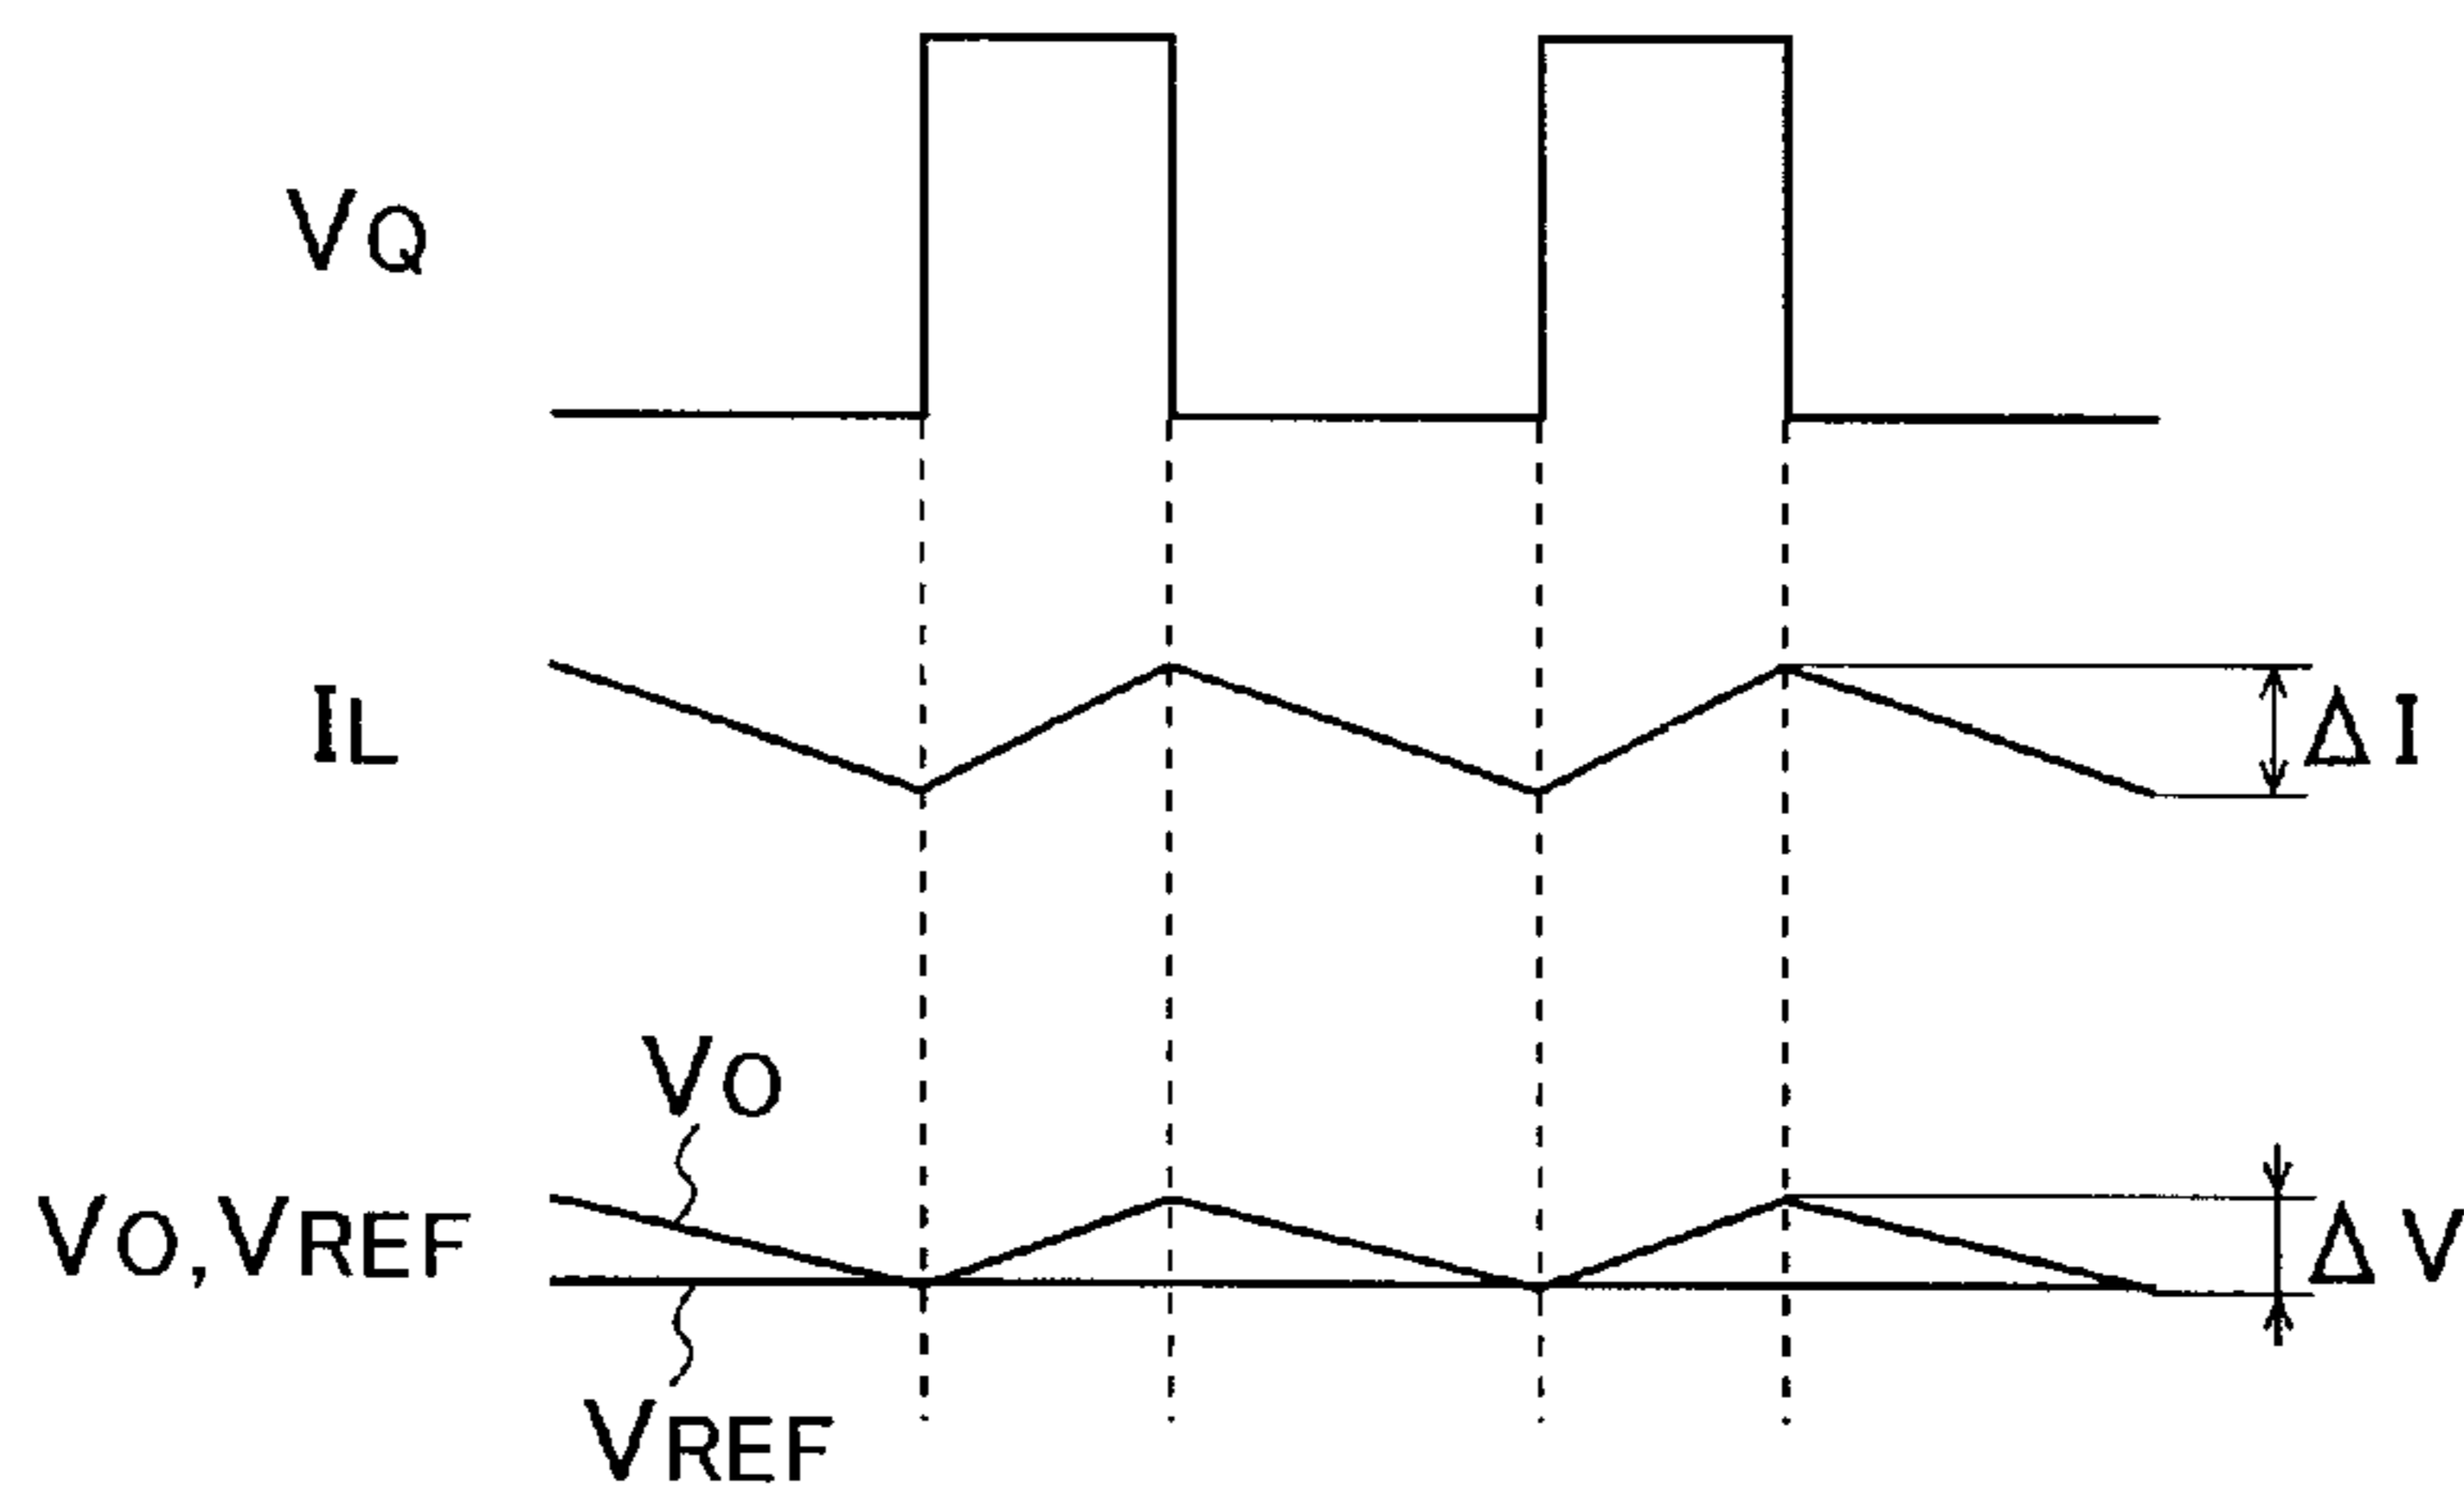 VQ
IL
ΔI
VO
VO,VREF
ΔV
VREF